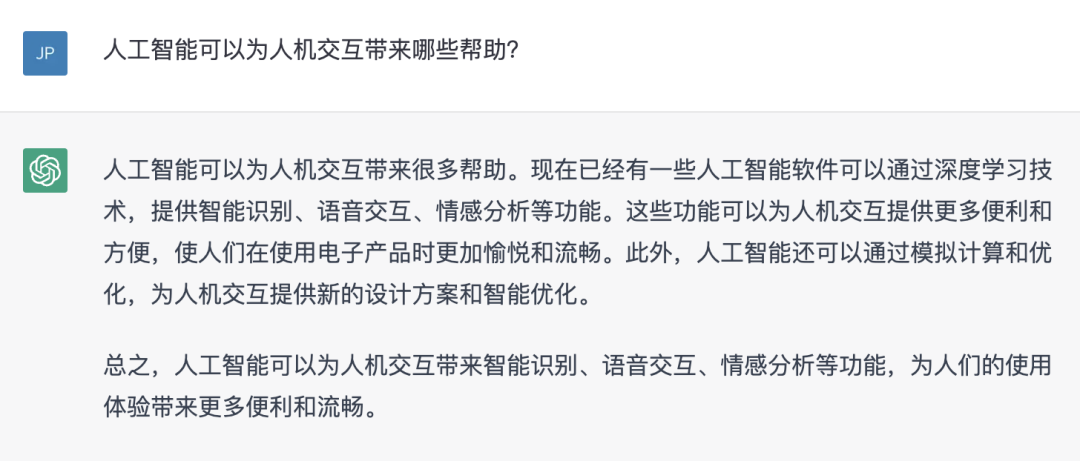 JP
人工智能可以为人机交互带来哪些帮助?
人工智能可以为人机交互带来很多帮助。现在已经有一些人工智能软件可以通过深度学习技
术，提供智能识别、语音交互、情感分析等功能。这些功能可以为人机交互提供更多便利和
方便，使人们在使用电子产品时更加愉悦和流畅。此外，人工智能还可以通过模拟计算和优
化，为人机交互提供新的设计方案和智能优化。
总之，人工智能可以为人机交互带来智能识别、语音交互、情感分析等功能，为人们的使用
体验带来更多便利和流畅。